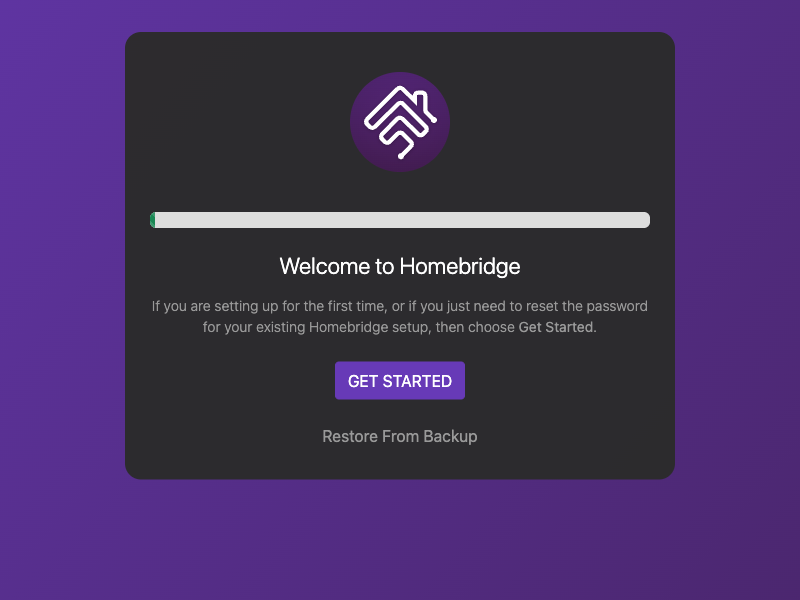 Welcome to Homebridge
If you are setting up for the first time, or if you just need to reset the password
for your existing Homebridge setup, then choose Get Started.
GET STARTED
Restore From Backup